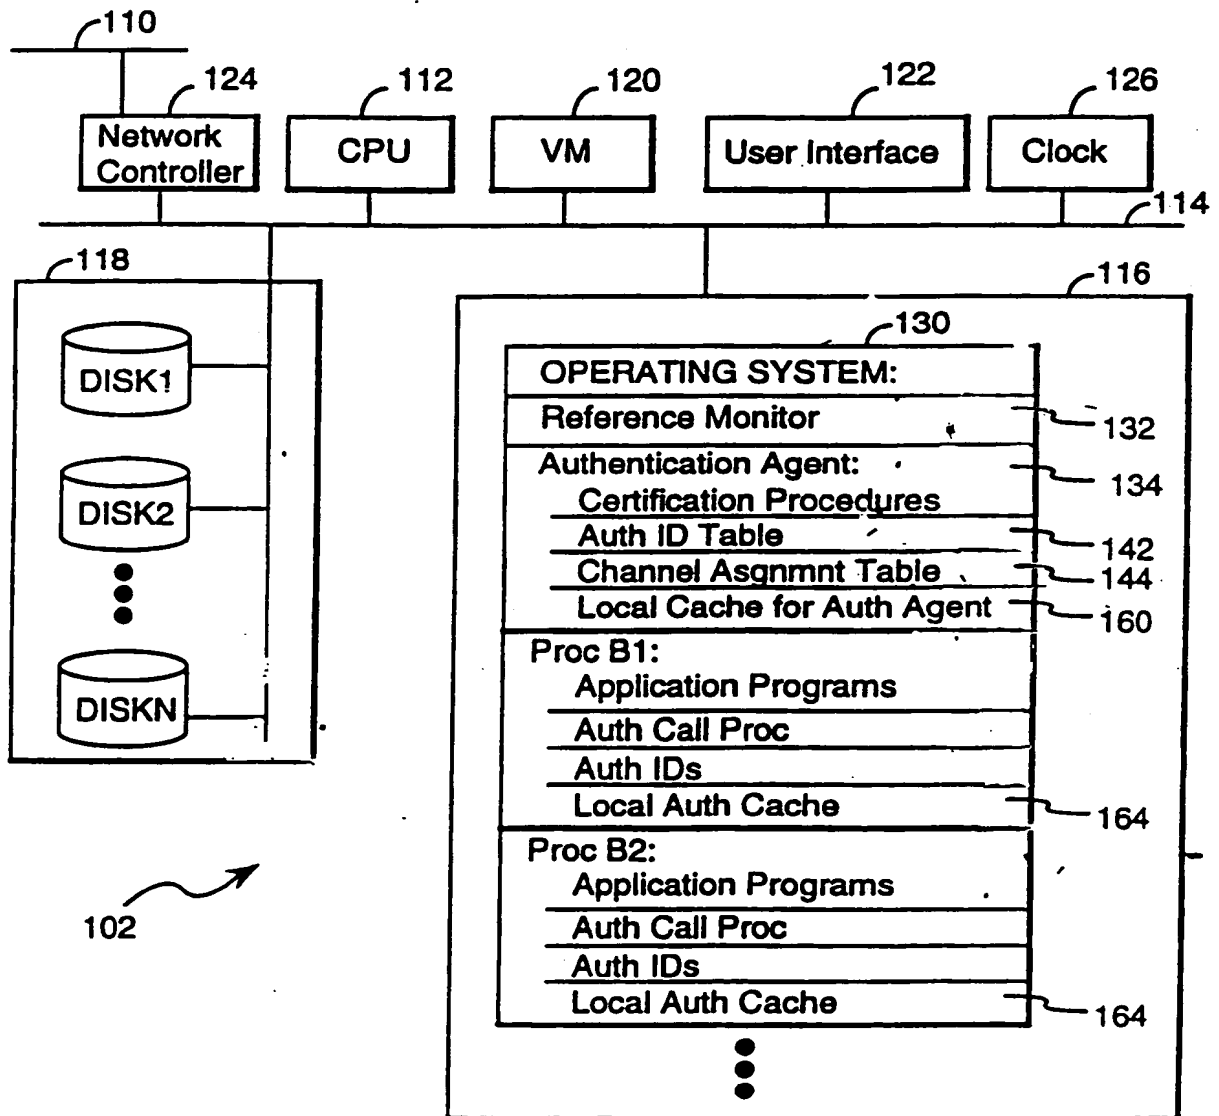 110
124
112
120
122
126
Network
Controller
CPU
VM
User Interface
Clock
114
118
116
DISK1
DISK2
DISKN
130
OPERATING SYSTEM:
Reference Monitor
132
Authentication Agent:
134
Certification Procedures
Auth ID Table
142
Channel Asgnmnt Table
144
Local Cache for Auth Agent
160
Proc B1:
Application Programs
Auth Call Proc
Auth IDs
Local Auth Cache
164
Proc B2:
Application Programs
Auth Call Proc
Auth IDs
Local Auth Cache
164
102